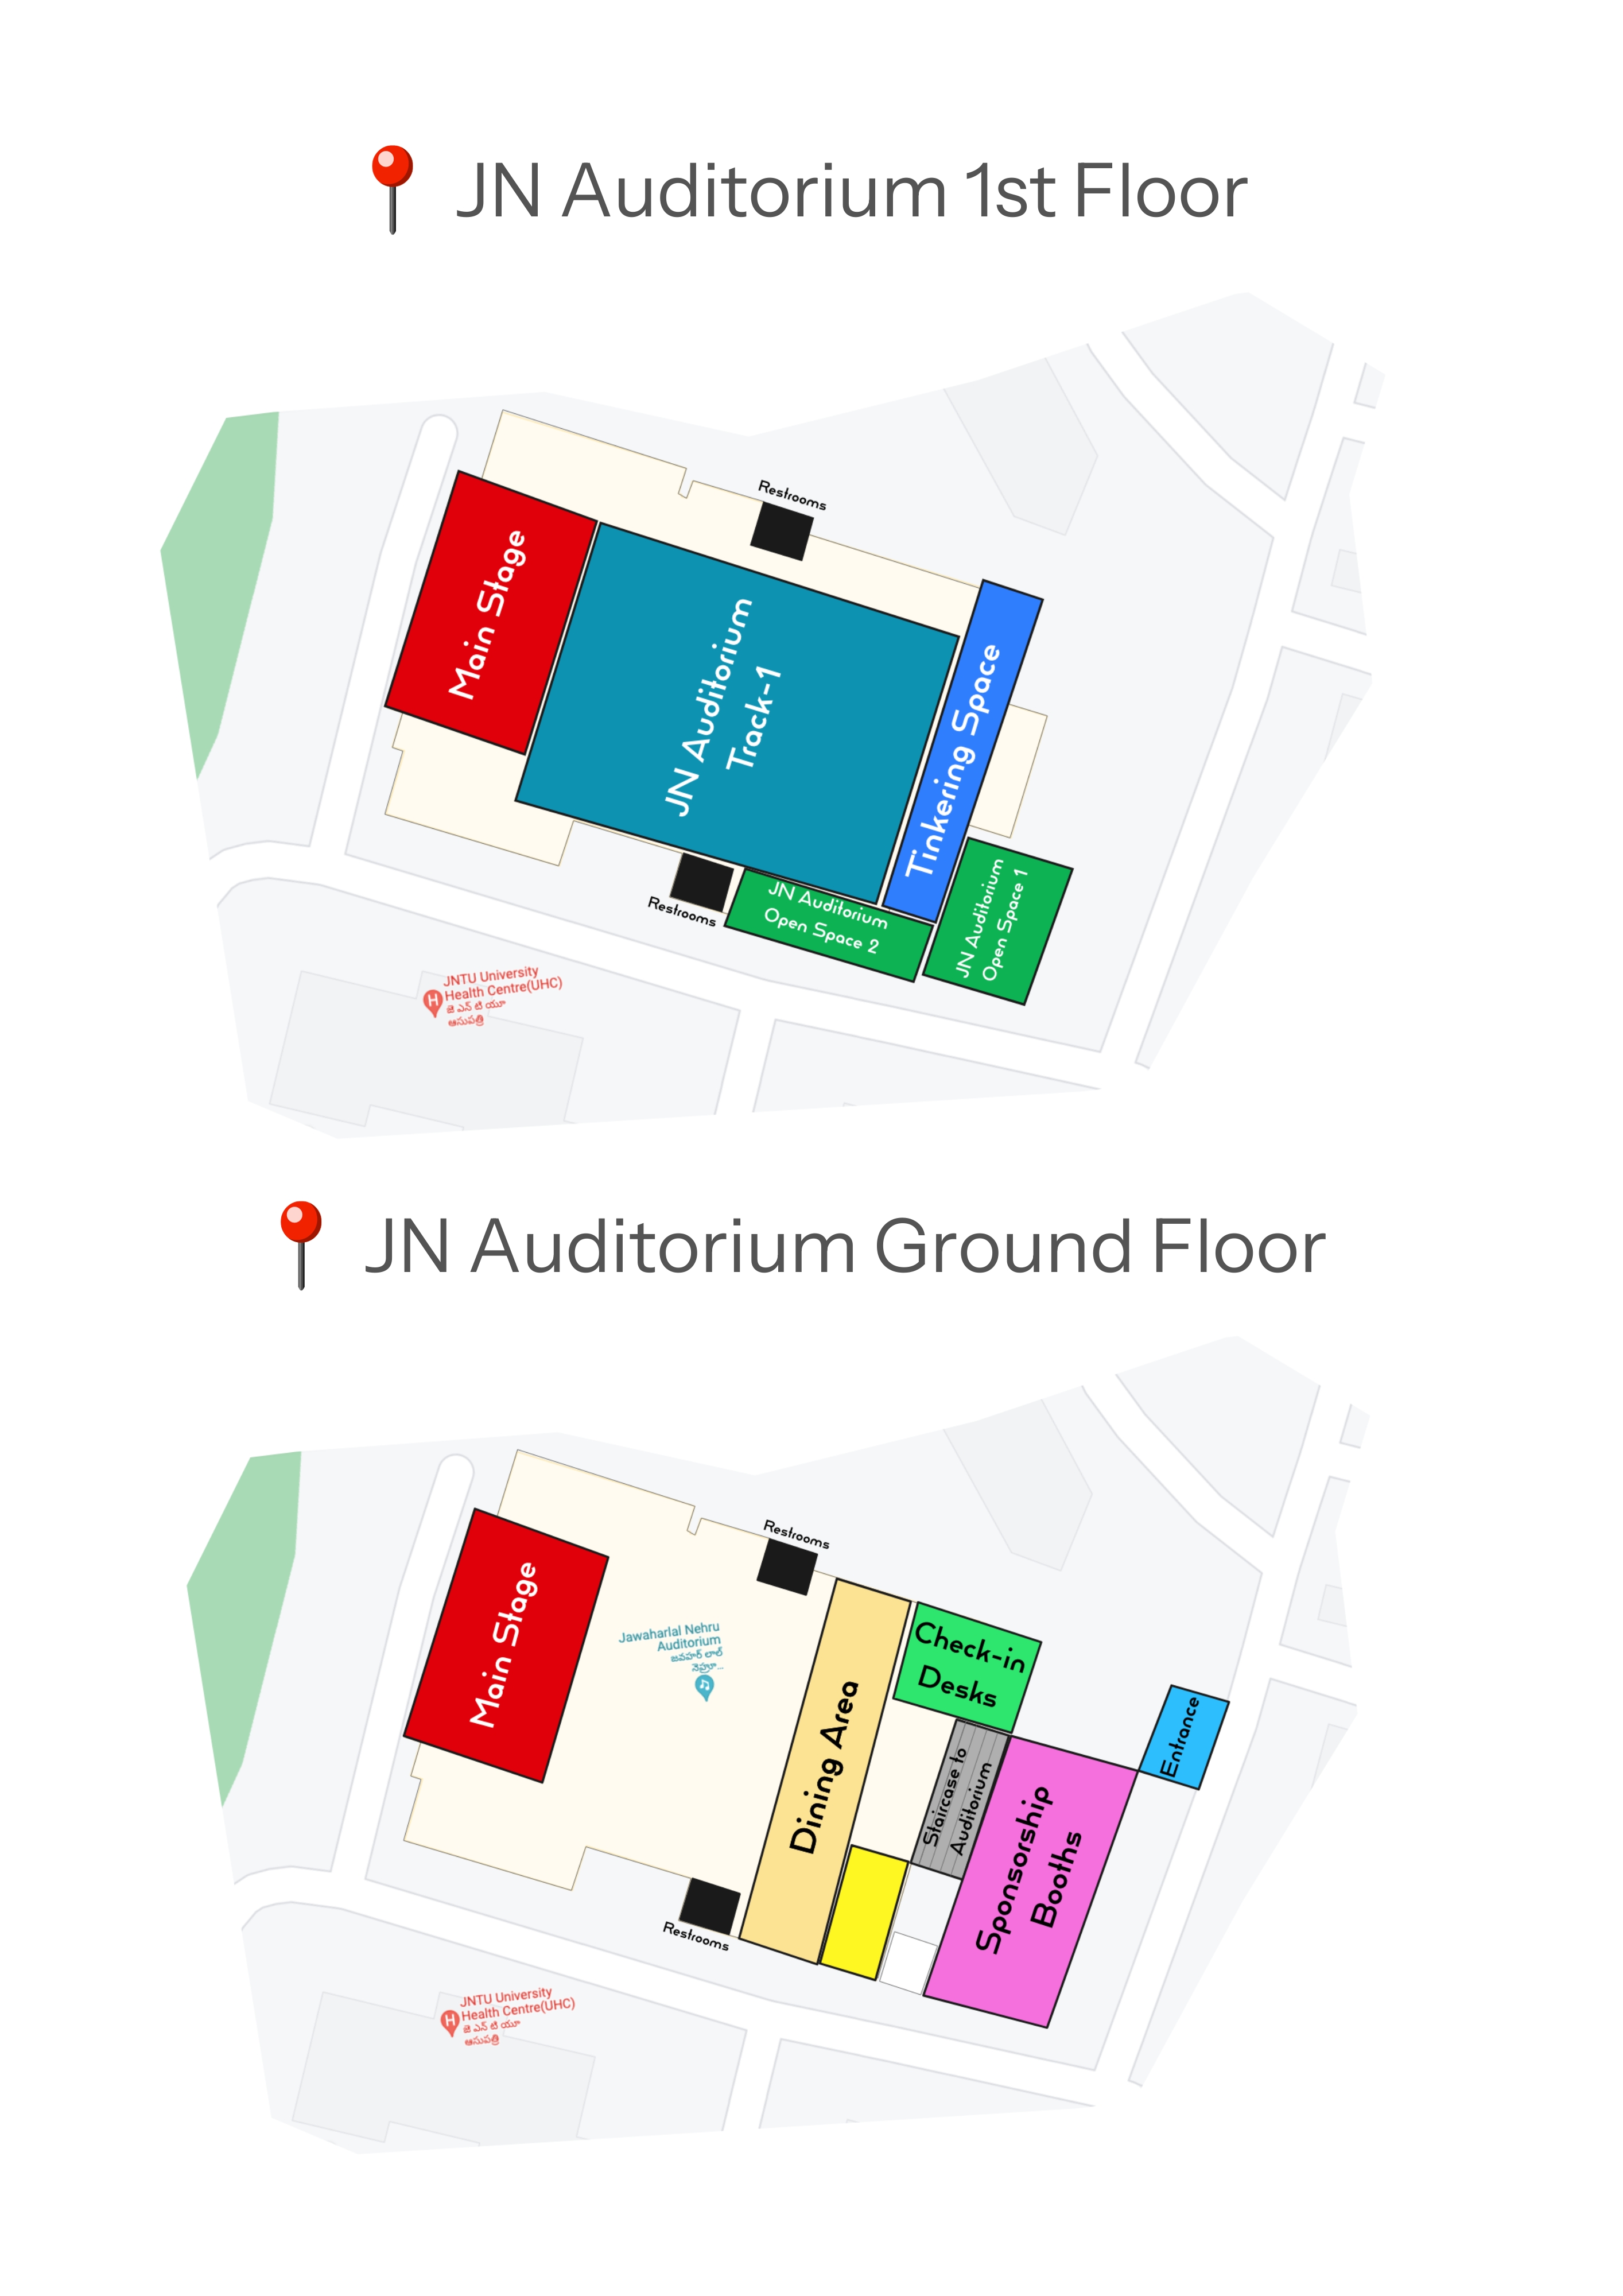 JN Auditorium 1st Floor
Restrooms
Main Stage
JN Auditorium
Track-1
Tinkering Space
JN Auditorium
Open Space 1
JN Auditorium
Open Space 2
Restrooms
JNTU University
Health Centre(UHC)
జె ఎన్ టి యూ
ఆసుపత్రి
JN Auditorium Ground Floor
Restrooms
Main Stage
Jawaharlal Nehru
Auditorium
జవహర్ లాల్
నెహ్రూ...
Check-in
Desks
Dining Area
Entrance
Staircase to
Auditorium
Sponsorship
Booths
Restrooms
JNTU University
Health Centre(UHC)
జె ఎన్ టి యూ
ఆసుపత్రి